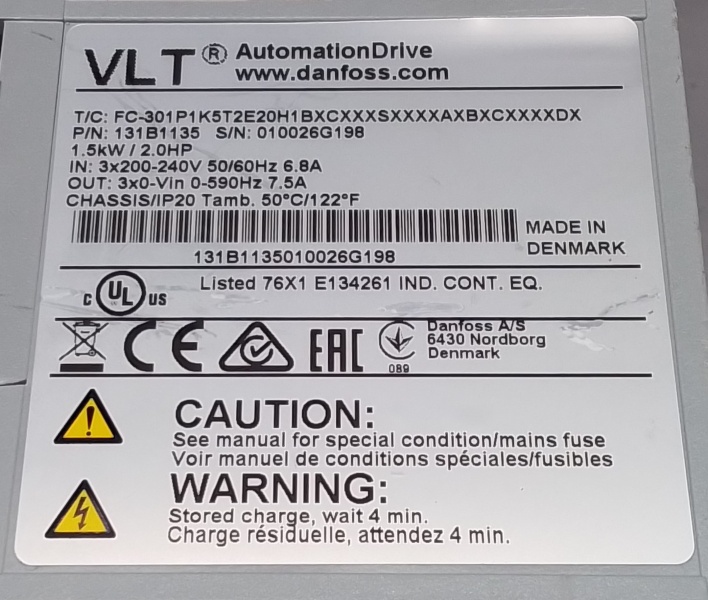 VLT® AutomationDrive
www.danfoss.com
T/C: FC-301P1K5T2E20H1BXCXXXSXXXXAXBXCXXXXDX
P/N: 131B1135 S/N: 010026G198
1.5kW / 2.0HP
IN: 3x200-240V 50/60Hz 6.8A
OUT: 3x0-Vin 0-590Hz 7.5A
CHASSIS/IP20 Tamb. 50°C/122°F
MADE IN
DENMARK
131B1135010026G198
C UL US
Listed 76X1 E134261 IND. CONT. EQ.
CE
EAC
089
Danfoss A/S
6430 Nordborg
Denmark
CAUTION:
See manual for special condition/mains fuse
Voir manuel de conditions spéciales/fusibles
WARNING:
Stored charge, wait 4 min.
Charge résiduelle, attendez 4 min.